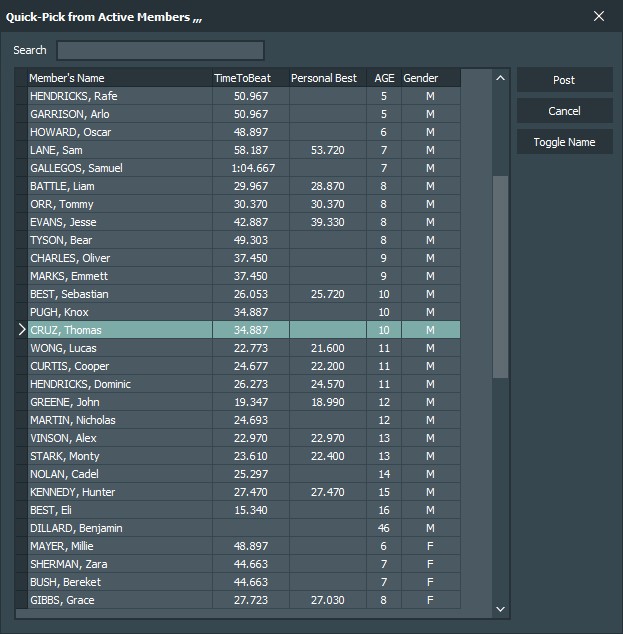 Quick-Pick from Active Members ,,,
Search
Member's Name TimeToBeat Personal Best AGE Gender
Post
Cancel
Toggle Name
HENDRICKS, Rafe 50.967 5 M
GARRISON, Arlo 50.967 5 M
HOWARD, Oscar 48.897 6 M
LANE, Sam 58.187 53.720 7 M
GALLEGOS, Samuel 1:04.667 7 M
BATTLE, Liam 29.967 28.870 8 M
ORR, Tommy 30.370 30.370 8 M
EVANS, Jesse 42.887 39.330 8 M
TYSON, Bear 49.303 8 M
CHARLES, Oliver 37.450 9 M
MARKS, Emmett 37.450 9 M
BEST, Sebastian 26.053 25.720 10 M
PUGH, Knox 34.887 10 M
CRUZ, Thomas 34.887 10 M
WONG, Lucas 22.773 21.600 11 M
CURTIS, Cooper 24.677 22.200 11 M
HENDRICKS, Dominic 26.273 24.570 11 M
GREENE, John 19.347 18.990 12 M
MARTIN, Nicholas 24.693 12 M
VINSON, Alex 22.970 22.970 13 M
STARK, Monty 23.610 22.400 13 M
NOLAN, Cadel 25.297 14 M
KENNEDY, Hunter 27.470 27.470 15 M
BEST, Eli 15.340 16 M
DILLARD, Benjamin 46 M
MAYER, Millie 48.897 6 F
SHERMAN, Zara 44.663 7 F
BUSH, Bereket 44.663 7 F
GIBBS, Grace 27.723 27.030 8 F